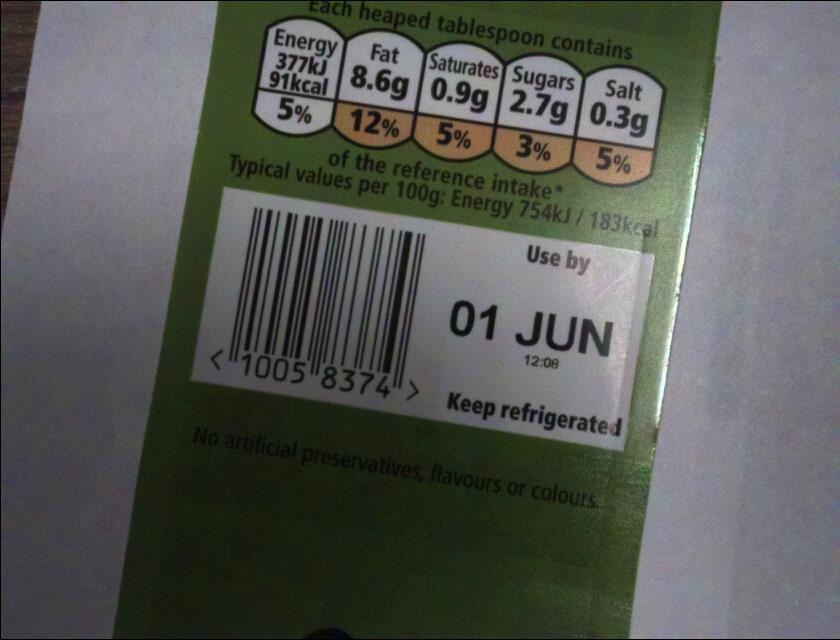 Each heaped tablespoon contains
Energy
377kJ
91kcal
5%
Fat
8.6g
12%
Saturates
0.9g
5%
Sugars
2.7g
3%
Salt
0.3g
5%
of the reference intake*
Typical values per 100g: Energy 754kJ / 183kcal
Use by
01 JUN
12:08
Keep refrigerated
< 1005 8374 >
No artificial preservatives, flavours or colours.